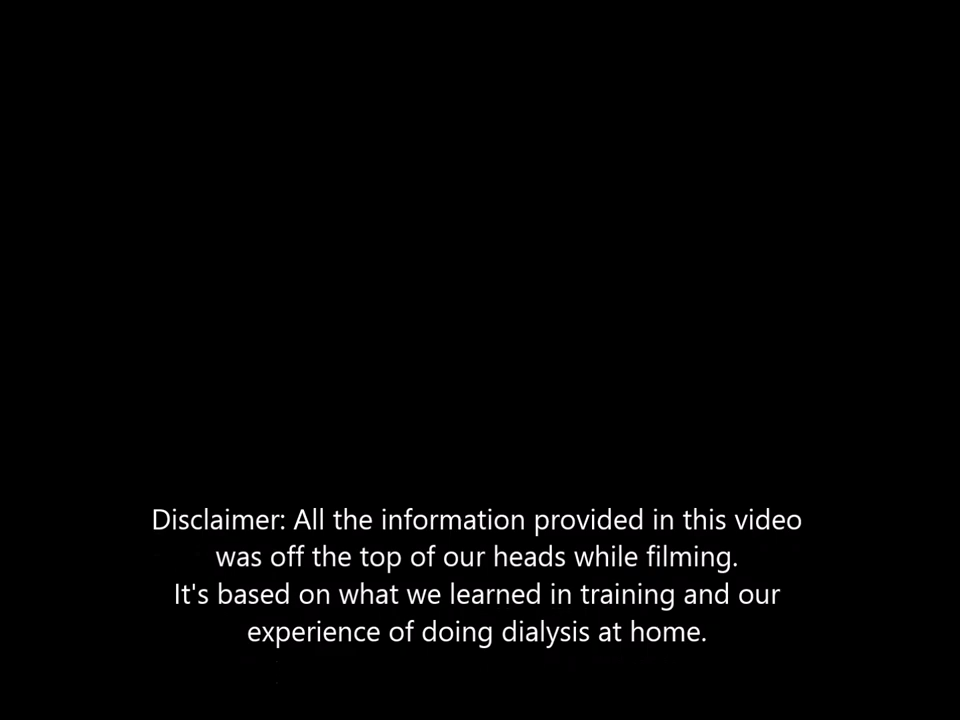 Disclaimer: All the information provided in this video
was off the top of our heads while filming.
It's based on what we learned in training and our
experience of doing dialysis at home.